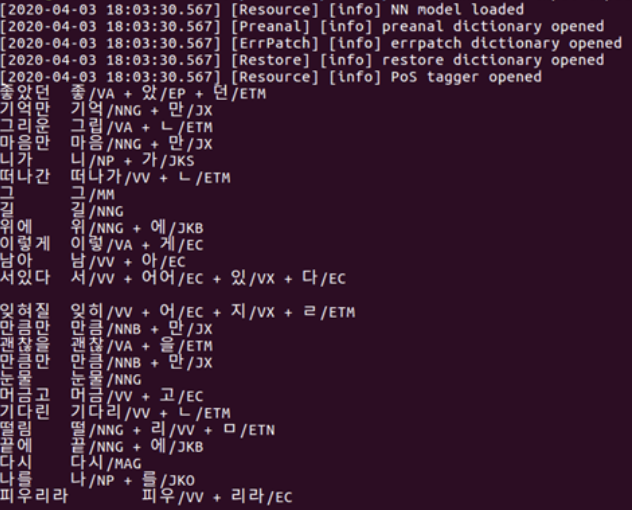 [2020-04-03 18:03:30.567] [Resource] [info] NN model loaded
[2020-04-03 18:03:30.567] [Preanal] [info] preanal dictionary opened
[2020-04-03 18:03:30.567] [ErrPatch] [info] errpatch dictionary opened
[2020-04-03 18:03:30.567] [Restore] [info] restore dictionary opened
[2020-04-03 18:03:30.567] [Resource] [info] PoS tagger opened
좋았던 좋/VA + 았/EP + 던/ETM
기억만 기억/NNG + 만/JX
그리운 그립/VA + ㄴ/ETM
마음만 마음/NNG + 만/JX
니가 니/NP + 가/JKS
떠나간 떠나가/VV + ㄴ/ETM
그 그/MM
길 길/NNG
위에 위/NNG + 에/JKB
이렇게 이렇/VA + 게/EC
남아 남/VV + 아/EC
서있다 서/VV + 어어/EC + 있/VX + 다/EC
잊혀질 잊히/VV + 어/EC + 지/VX + ㄹ/ETM
만큼만 만큼/NNB + 만/JX
괜찮을 괜찮/VA + 을/ETM
만큼만 만큼/NNB + 만/JX
눈물 눈물/NNG
머금고 머금/VV + 고/EC
기다린 기다리/VV + ㄴ/ETM
떨림 떨/NNG + 리/VV + ㅁ/ETN
끝에 끝/NNG + 에/JKB
다시 다시/MAG
나를 나/NP + 를/JKO
피우리라 피우/VV + 리라/EC